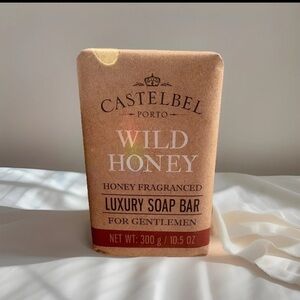 CASTELBEL
PORTO
WILD
HONEY
HONEY FRAGRANCED
LUXURY SOAP BAR
FOR GENTLEMEN
NET WT: 300 g / 10.5 OZ